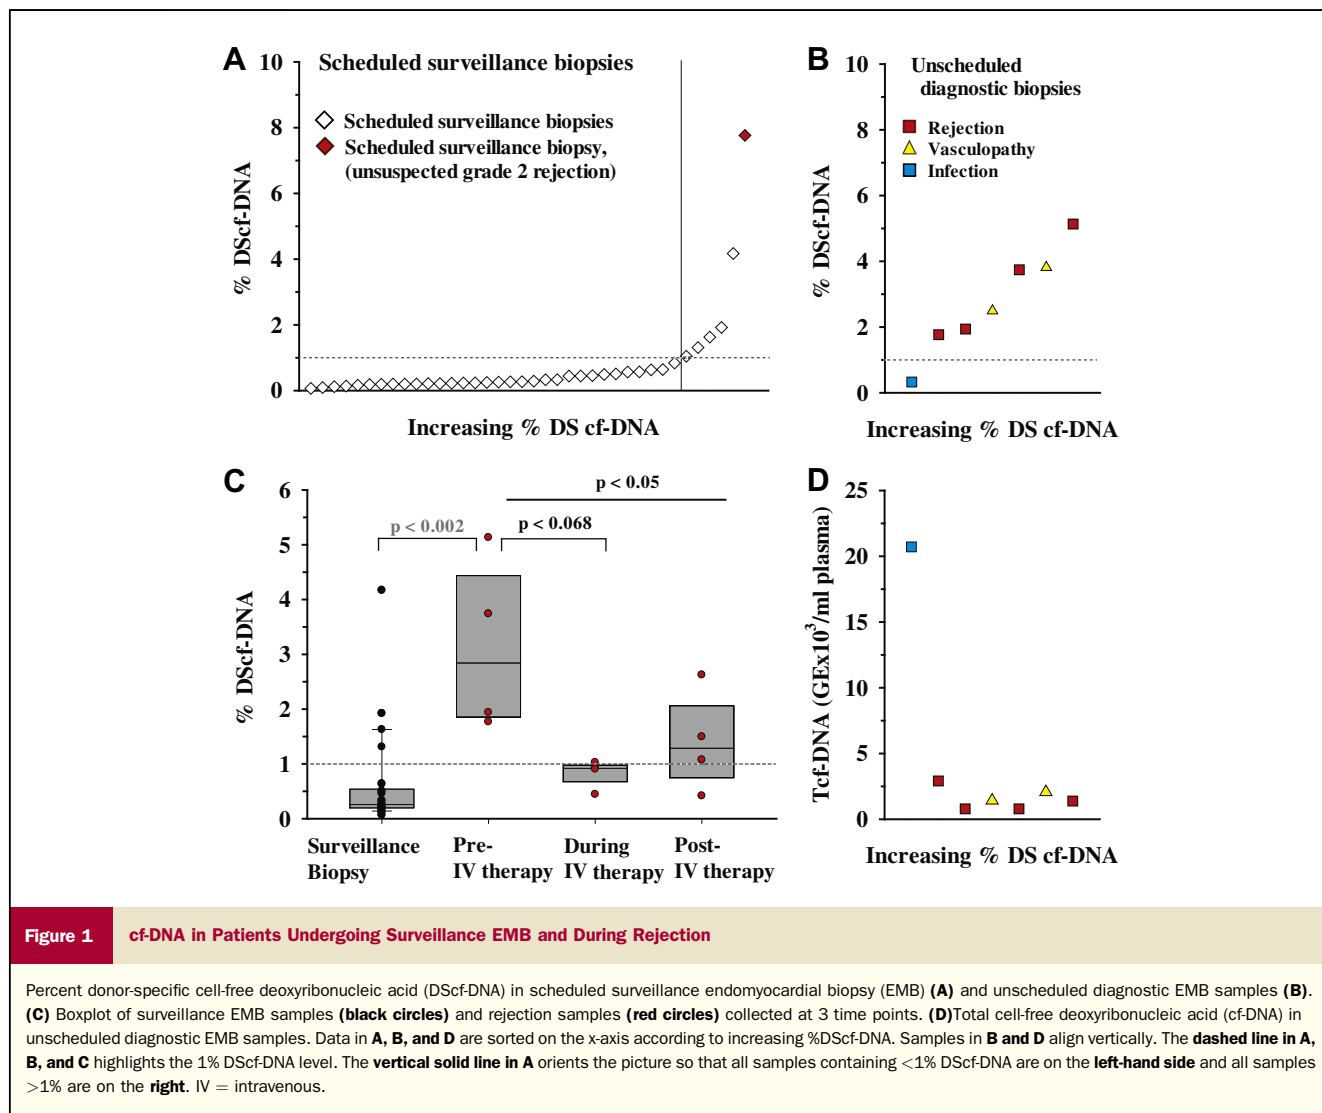 A
Scheduled surveillance biopsies
Scheduled surveillance biopsies
Scheduled surveillance biopsy,
(unsuspected grade 2 rejection)
10
8
6
4
2
0
% DScf-DNA
Increasing % DS cf-DNA
B
Unscheduled
diagnostic biopsies
Rejection
Vasculopathy
Infection
10
8
6
4
2
0
% DScf-DNA
Increasing % DS cf-DNA
C
p < 0.05
p < 0.002
p < 0.068
6
5
4
3
2
1
0
% DScf-DNA
Surveillance
Biopsy
Pre-
IV therapy
During
IV therapy
Post-
IV therapy
D
25
20
15
10
5
0
Tcf-DNA (GEx10³/ml plasma)
Increasing % DS cf-DNA
Figure 1
cf-DNA in Patients Undergoing Surveillance EMB and During Rejection
Percent donor-specific cell-free deoxyribonucleic acid (DScf-DNA) in scheduled surveillance endomyocardial biopsy (EMB) (A) and unscheduled diagnostic EMB samples (B).
(C) Boxplot of surveillance EMB samples (black circles) and rejection samples (red circles) collected at 3 time points. (D)Total cell-free deoxyribonucleic acid (cf-DNA) in
unscheduled diagnostic EMB samples. Data in A, B, and D are sorted on the x-axis according to increasing %DScf-DNA. Samples in B and D align vertically. The dashed line in A,
B, and C highlights the 1% DScf-DNA level. The vertical solid line in A orients the picture so that all samples containing <1% DScf-DNA are on the left-hand side and all samples
>1% are on the right. IV = intravenous.